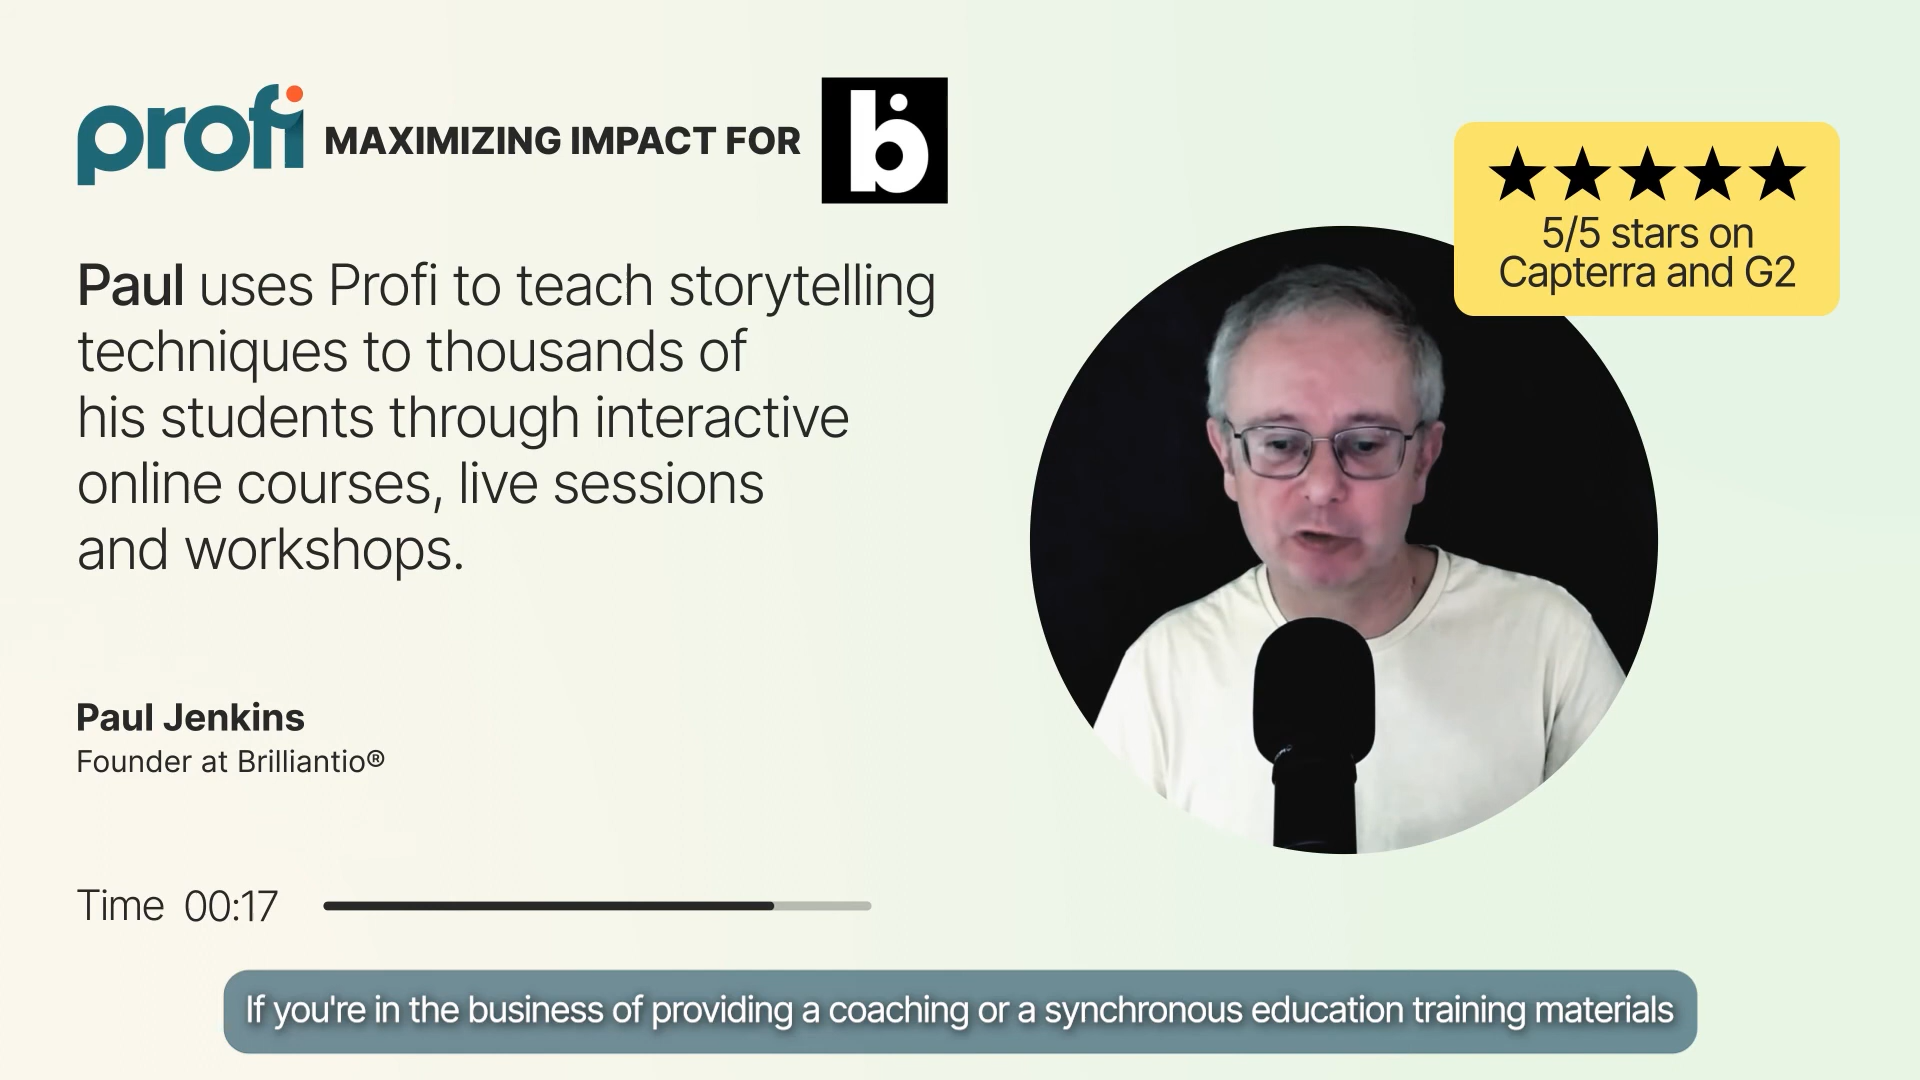 profi MAXIMIZING IMPACT FOR b
5/5 stars on
Capterra and G2
Paul uses Profi to teach storytelling
techniques to thousands of
his students through interactive
online courses, live sessions
and workshops.
Paul Jenkins
Founder at Brilliantio®
Time 00:17
If you're in the business of providing a coaching or a synchronous education training materials